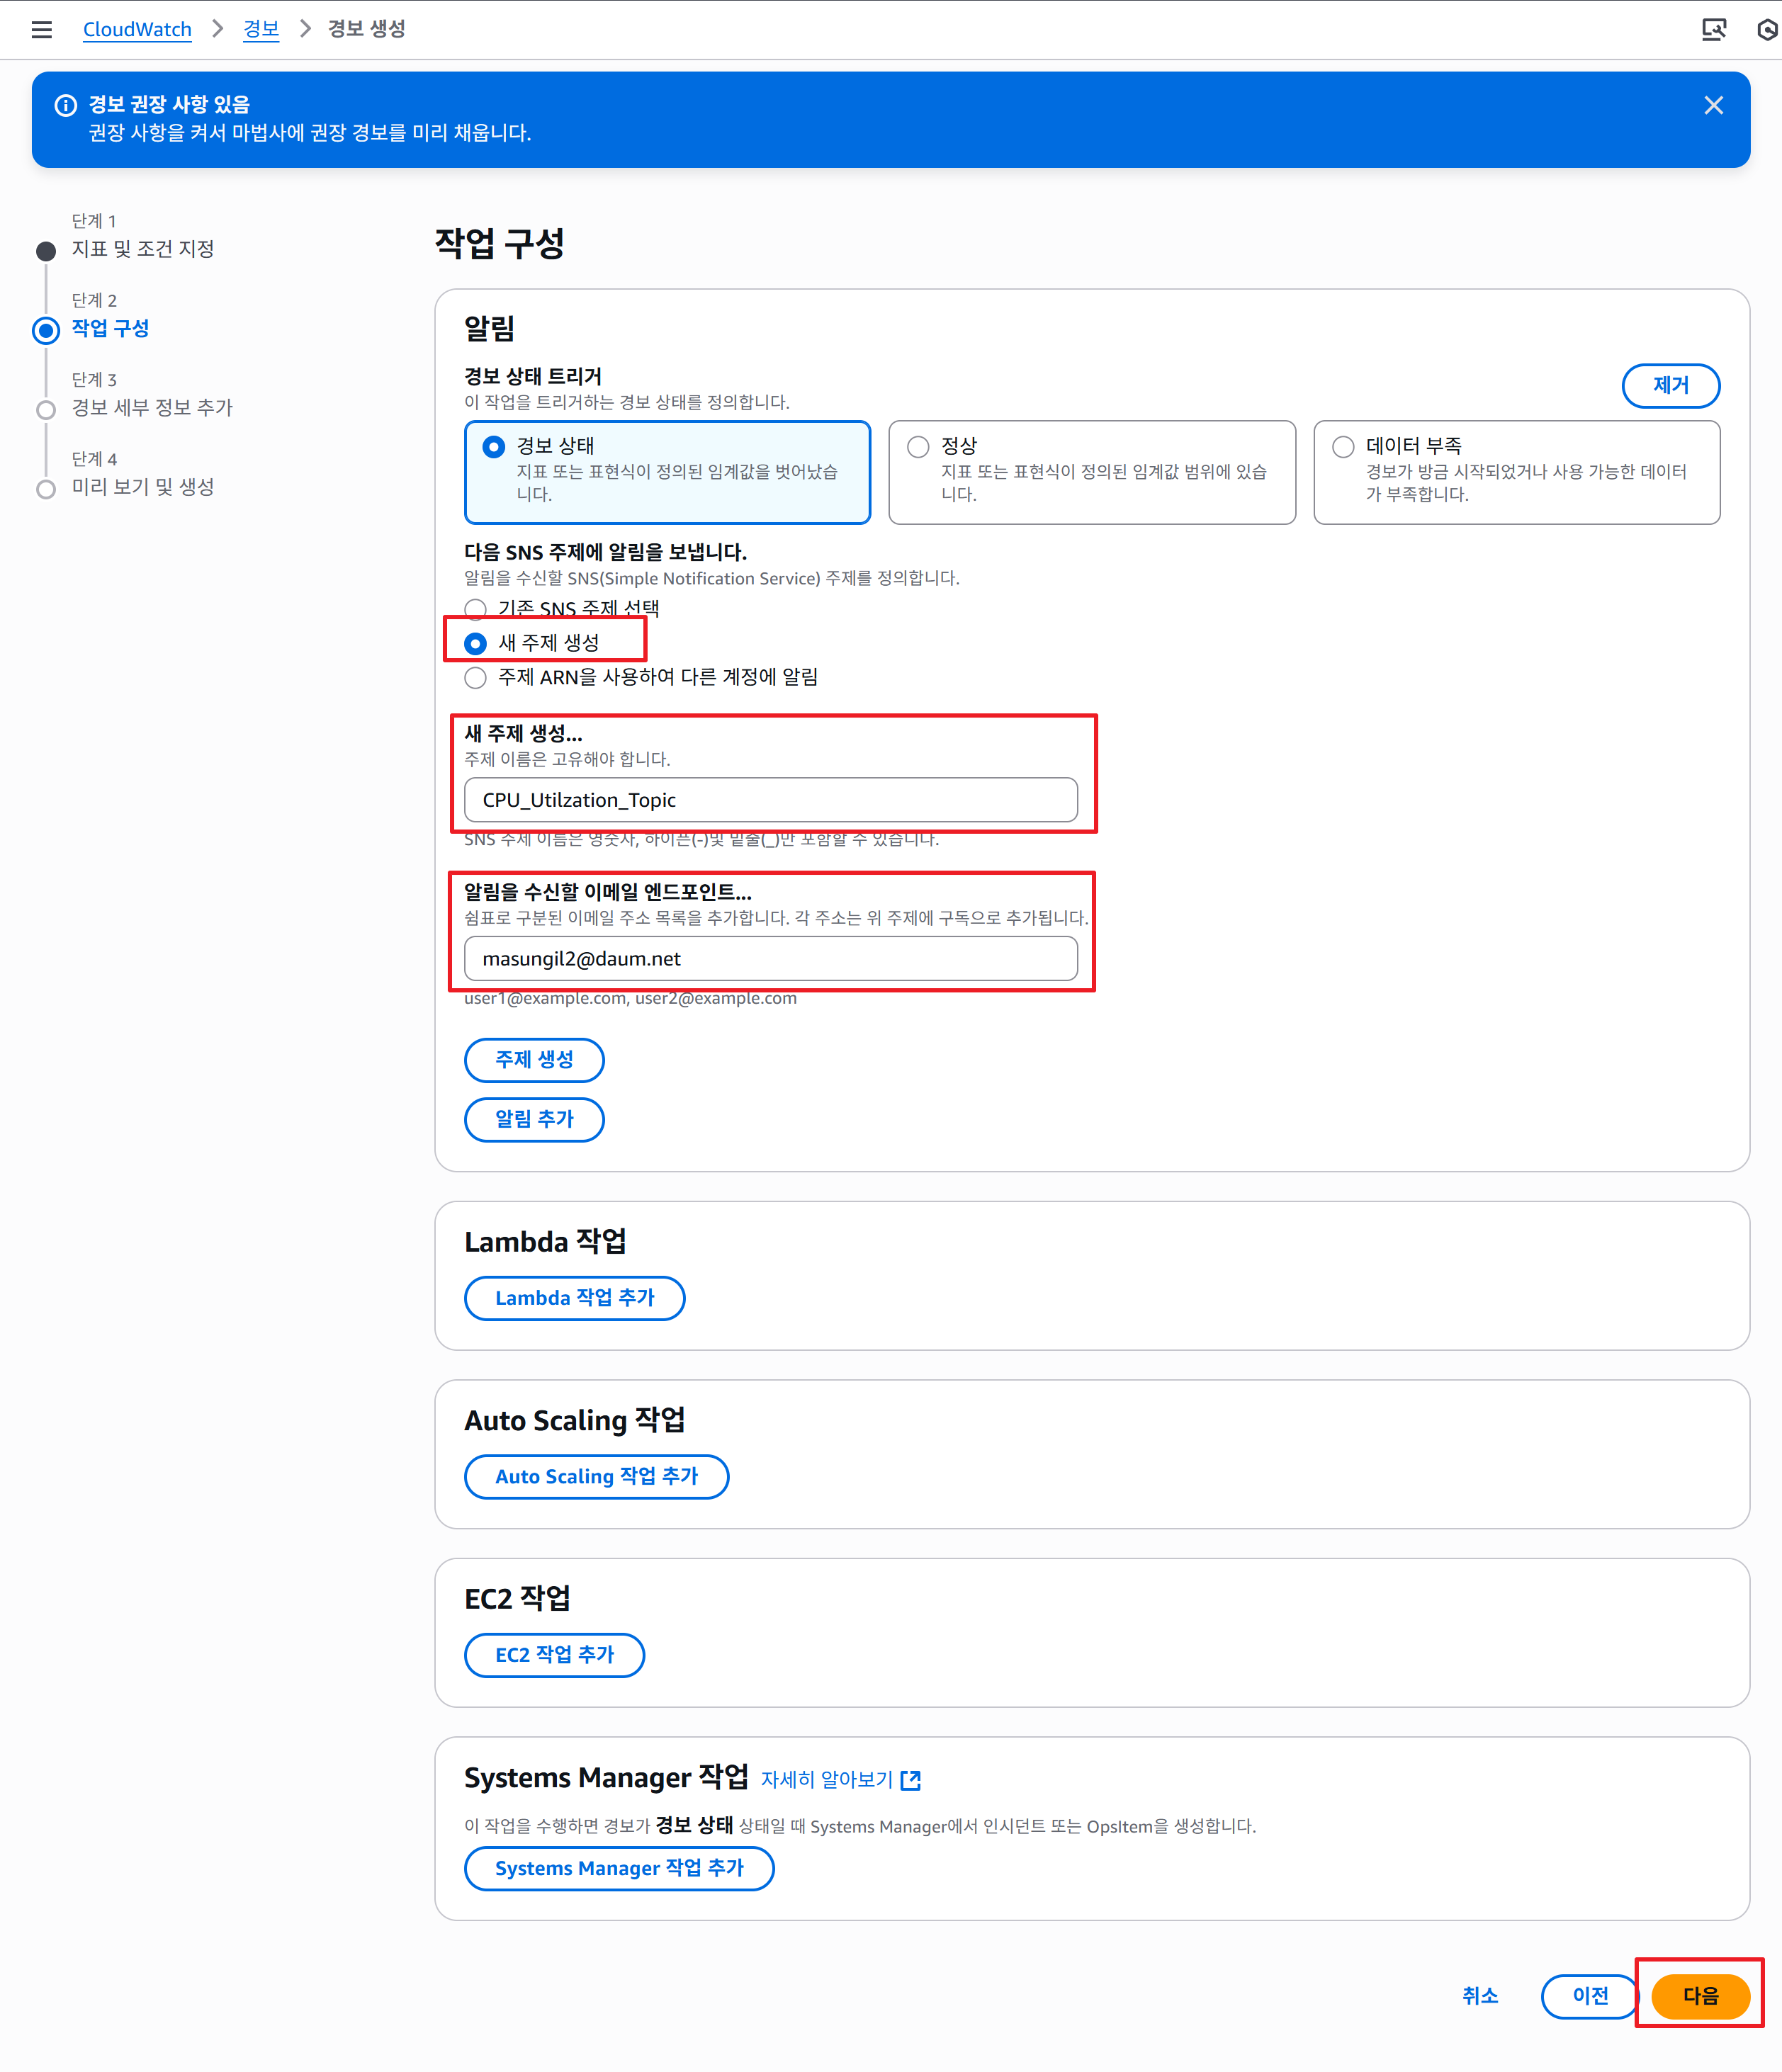 CloudWatch > 경보 > 경보 생성
경보 권장 사항 있음
권장 사항을 켜서 마법사에 권장 경보를 미리 채웁니다.
단계 1
지표 및 조건 지정
단계 2
작업 구성
단계 3
경보 세부 정보 추가
단계 4
미리 보기 및 생성
작업 구성
알림
경보 상태 트리거
이 작업을 트리거하는 경보 상태를 정의합니다.
제거
경보 상태
지표 또는 표현식이 정의된 임계값을 벗어났습
니다.
정상
지표 또는 표현식이 정의된 임계값 범위에 있습
니다.
데이터 부족
경보가 방금 시작되었거나 사용 가능한 데이터
가 부족합니다.
다음 SNS 주제에 알림을 보냅니다.
알림을 수신할 SNS(Simple Notification Service) 주제를 정의합니다.
기존 SNS 주제 선택
새 주제 생성
주제 ARN을 사용하여 다른 계정에 알림
새 주제 생성...
주제 이름은 고유해야 합니다.
CPU_Utilzation_Topic
SNS 주제 이름은 영숫자, 하이픈(-)및 밑줄(_)만 포함할 수 있습니다.
알림을 수신할 이메일 엔드포인트...
쉼표로 구분된 이메일 주소 목록을 추가합니다. 각 주소는 위 주제에 구독으로 추가됩니다.
masungil2@daum.net
user1@example.com, user2@example.com
주제 생성
알림 추가
Lambda 작업
Lambda 작업 추가
Auto Scaling 작업
Auto Scaling 작업 추가
EC2 작업
EC2 작업 추가
Systems Manager 작업 자세히 알아보기
이 작업을 수행하면 경보가 경보 상태 상태일 때 Systems Manager에서 인시던트 또는 OpsItem을 생성합니다.
Systems Manager 작업 추가
취소
이전
다음